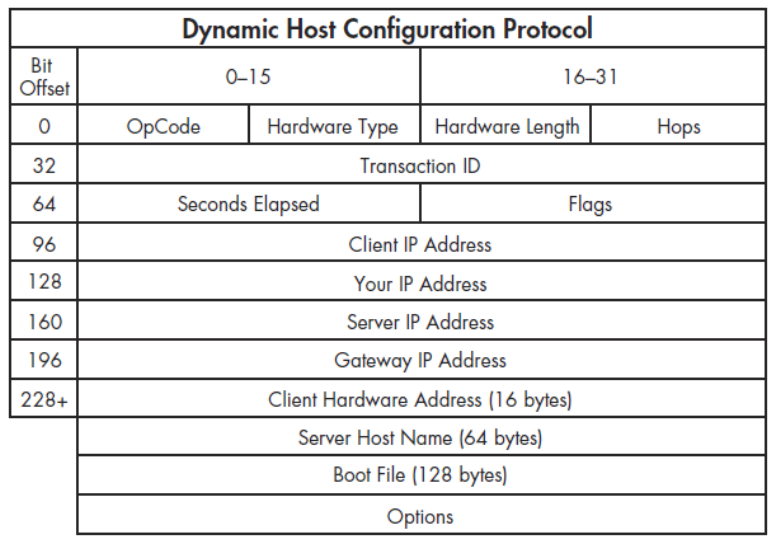 Dynamic Host Configuration Protocol
Bit Offset 0–15 16–31
0 OpCode Hardware Type Hardware Length Hops
32 Transaction ID
64 Seconds Elapsed Flags
96 Client IP Address
128 Your IP Address
160 Server IP Address
196 Gateway IP Address
228+ Client Hardware Address (16 bytes)
Server Host Name (64 bytes)
Boot File (128 bytes)
Options